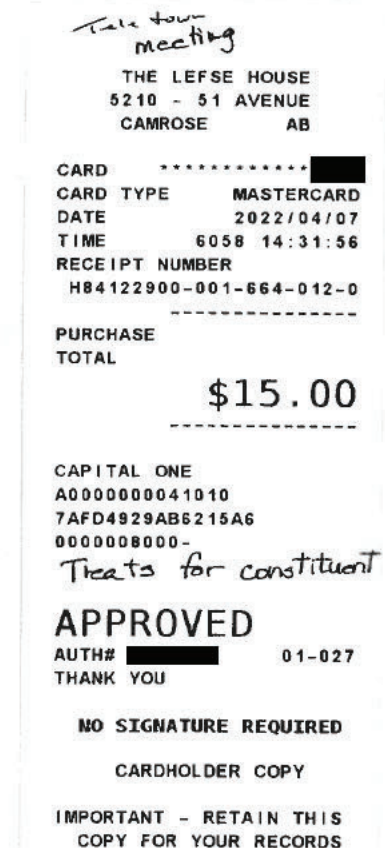 Tele town
meeting
THE LEFSE HOUSE
5210 - 51 AVENUE
CAMROSE AB
CARD ************
CARD TYPE MASTERCARD
DATE 2022/04/07
TIME 6058 14:31:56
RECEIPT NUMBER
H84122900-001-664-012-0
---------------
PURCHASE
TOTAL
$15.00
---------------
CAPITAL ONE
A0000000041010
7AFD4929AB6215A6
0000008000-
Treats for constituent
APPROVED
AUTH# 01-027
THANK YOU
NO SIGNATURE REQUIRED
CARDHOLDER COPY
IMPORTANT - RETAIN THIS
COPY FOR YOUR RECORDS